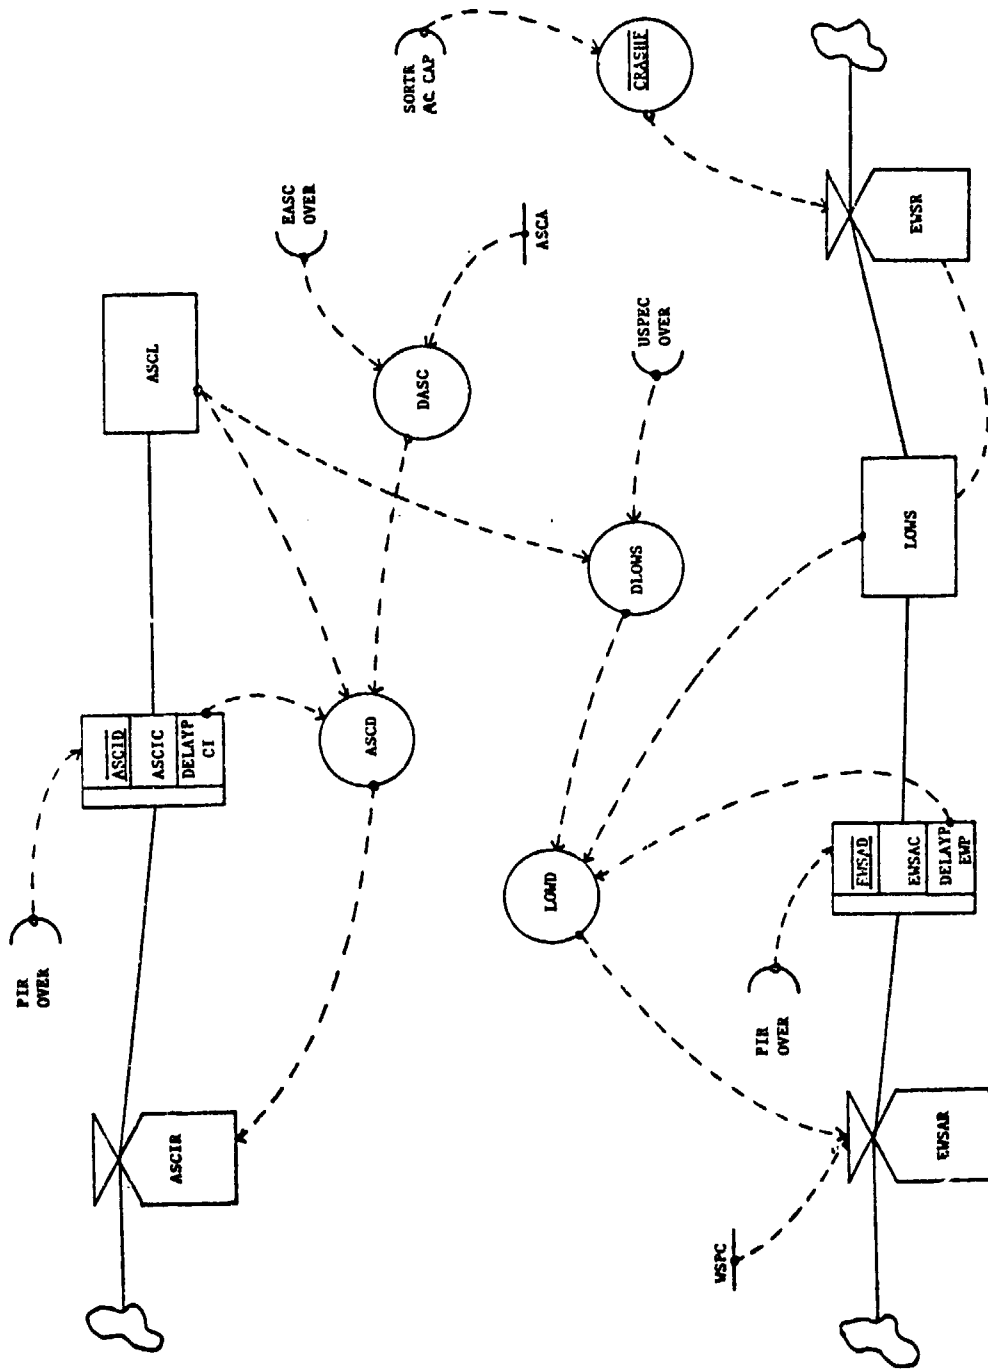 PIR
OVER
ASCIR
ASCID
ASCIC
DELAYP
CI
ASCL
ASCD
DASC
EASC
OVER
ASCA
SORTR
AC CAP
CRASHF
WSPC
LOWD
DLOWS
USPEC
OVER
PIR
OVER
EWSAR
EWSAD
EWSAC
DELAYP
EWP
LOWS
EWSR